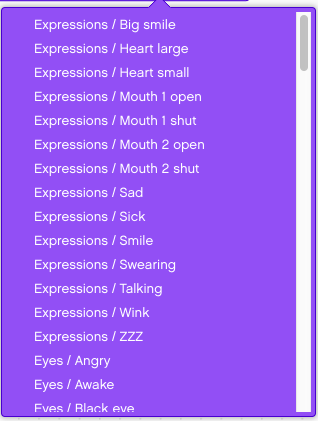 Expressions / Big smile
Expressions / Heart large
Expressions / Heart small
Expressions / Mouth 1 open
Expressions / Mouth 1 shut
Expressions / Mouth 2 open
Expressions / Mouth 2 shut
Expressions / Sad
Expressions / Sick
Expressions / Smile
Expressions / Swearing
Expressions / Talking
Expressions / Wink
Expressions / ZZZ
Eyes / Angry
Eyes / Awake
Eyes / Black eye